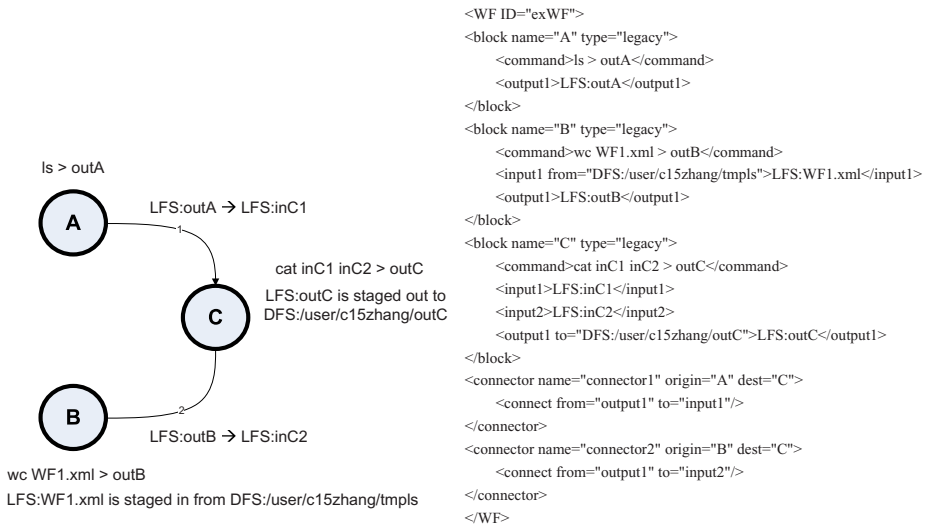 ls > outA
A
LFS:outA → LFS:inC1
1
cat inC1 inC2 > outC
LFS:outC is staged out to
DFS:/user/c15zhang/outC
C
B
2
LFS:outB → LFS:inC2
wc WF1.xml > outB
LFS:WF1.xml is staged in from DFS:/user/c15zhang/tmpls
<WF ID="exWF">
<block name="A" type="legacy">
<command>ls > outA</command>
<output1>LFS:outA</output1>
</block>
<block name="B" type="legacy">
<command>wc WF1.xml > outB</command>
<input1 from="DFS:/user/c15zhang/tmpls">LFS:WF1.xml</input1>
<output1>LFS:outB</output1>
</block>
<block name="C" type="legacy">
<command>cat inC1 inC2 > outC</command>
<input1>LFS:inC1</input1>
<input2>LFS:inC2</input2>
<output1 to="DFS:/user/c15zhang/outC">LFS:outC</output1>
</block>
<connector name="connector1" origin="A" dest="C">
<connect from="output1" to="input1"/>
</connector>
<connector name="connector2" origin="B" dest="C">
<connect from="output1" to="input2"/>
</connector>
</WF>